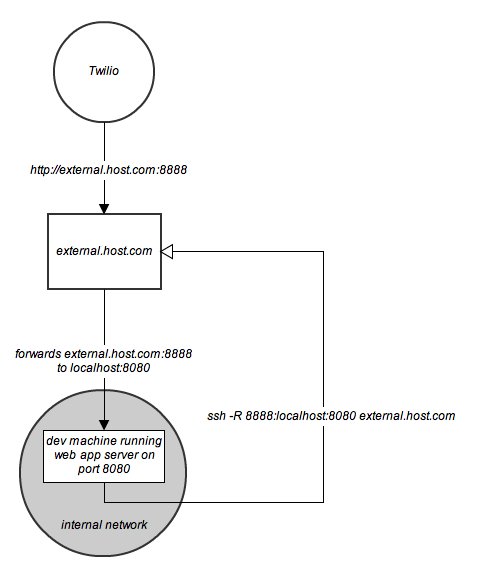 Twilio
http://external.host.com:8888
external.host.com
forwards external.host.com:8888
to localhost:8080
ssh -R 8888:localhost:8080 external.host.com
dev machine running
web app server on
port 8080
internal network